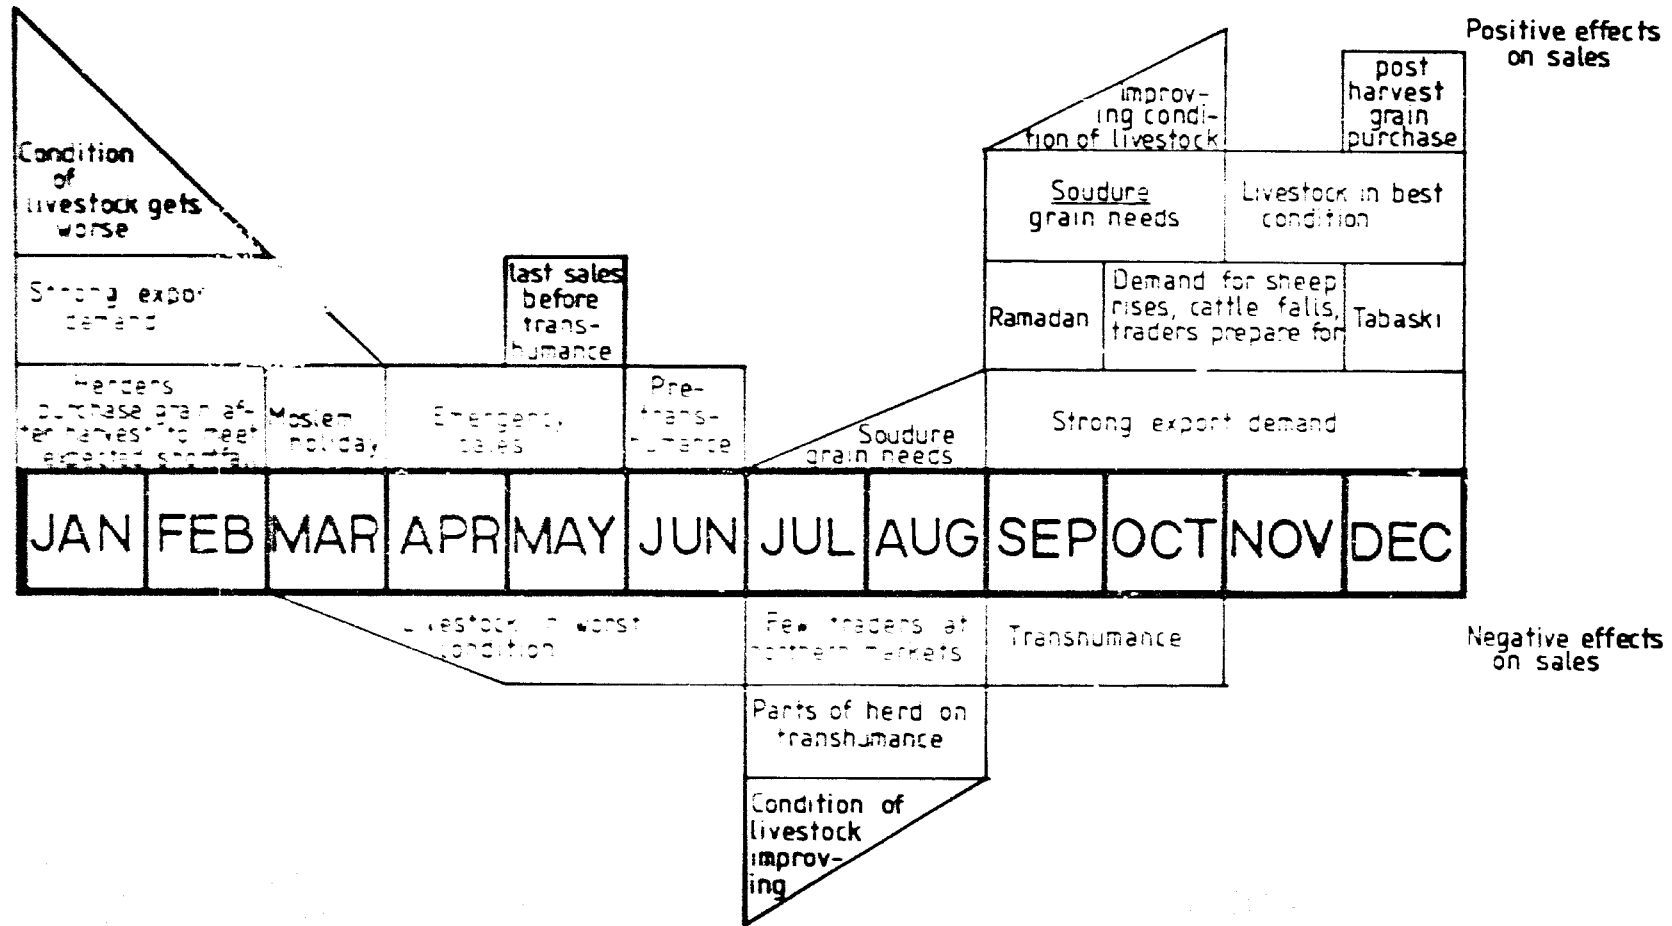 Positive effects
on sales
Condition
of
livestock gets
worse
Strong export
demand
Herders
purchase grain af-
ter harvest to meet
expected shortfall
Moslem
holiday
Emergency
sales
last sales
before
trans-
humance
Pre-
trans-
humance
Soudure
grain needs
improv-
ing condi-
tion of livestock
Soudure
grain needs
Ramadan
Demand for sheep
rises, cattle falls,
traders prepare for
Tabaski
Livestock in best
condition
post
harvest
grain
purchase
Strong export demand
JAN FEB MAR APR MAY JUN JUL AUG SEP OCT NOV DEC
Livestock in worst
condition
Few traders at
northern markets
Transhumance
Parts of herd on
transhumance
Condition of
livestock
improv-
ing
Negative effects
on sales